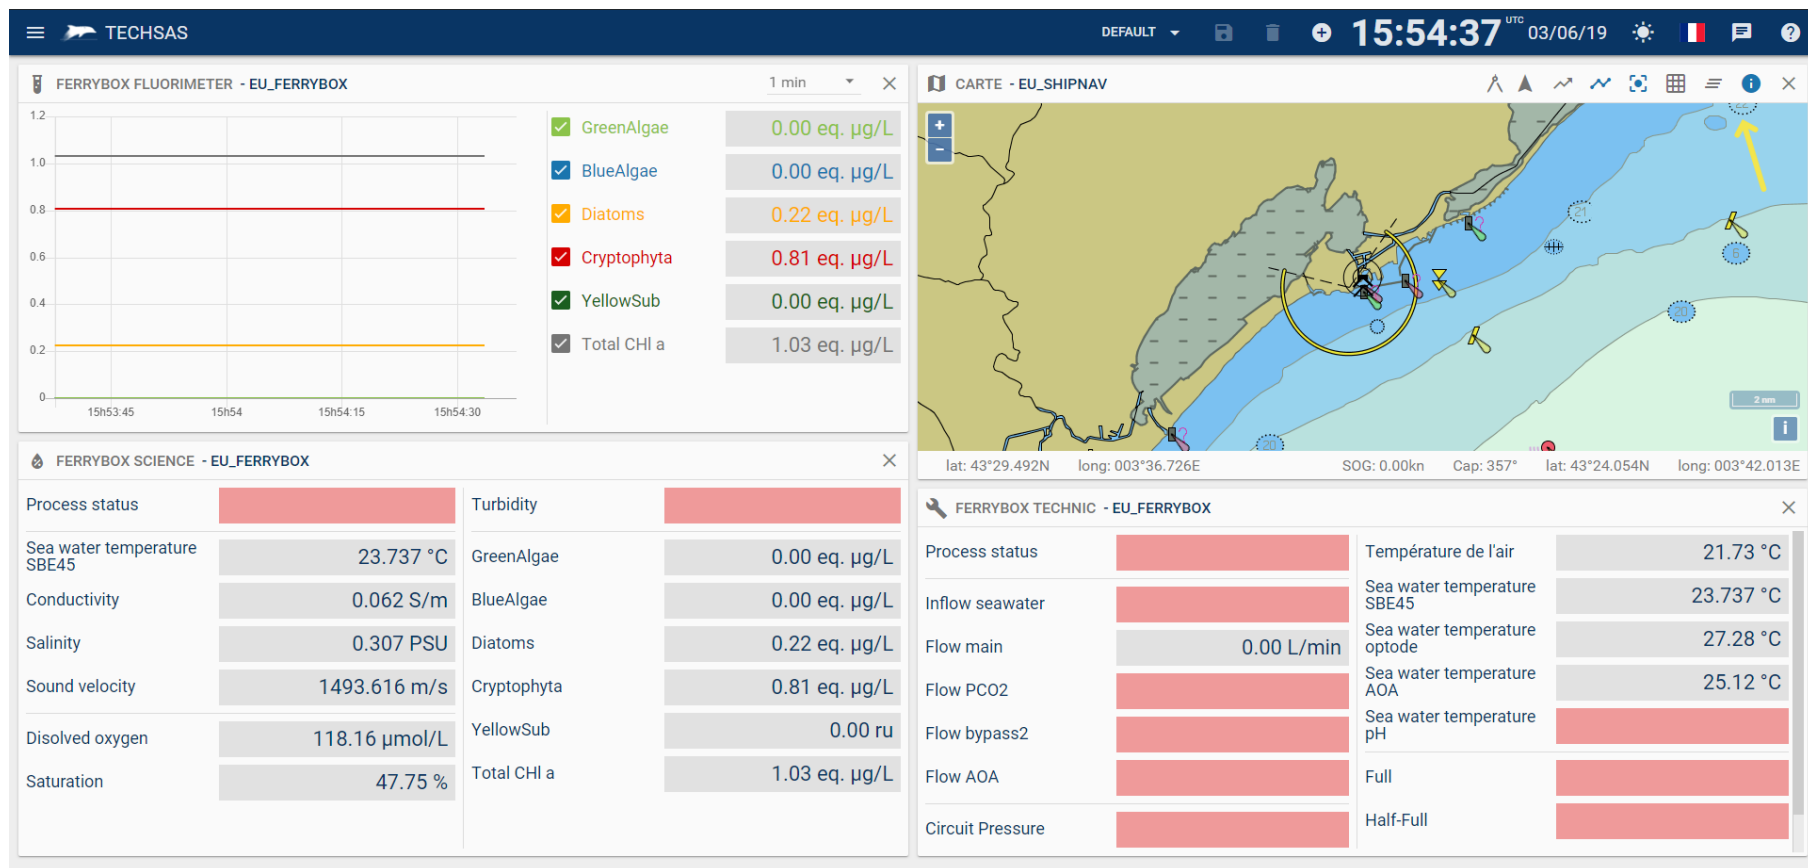 TECHSAS
DEFAULT
15:54:37 UTC 03/06/19
FERRYBOX FLUORIMETER - EU_FERRYBOX
1 min
1.2
1.0
0.8
0.6
0.4
0.2
0
15h53:45
15h54
15h54:15
15h54:30
GreenAlgae 0.00 eq. µg/L
BlueAlgae 0.00 eq. µg/L
Diatoms 0.22 eq. µg/L
Cryptophyta 0.81 eq. µg/L
YellowSub 0.00 eq. µg/L
Total CHl a 1.03 eq. µg/L
CARTE - EU_SHIPNAV
+
−
22
21
6
20
20
?
?
2 nm
i
lat: 43°29.492N long: 003°36.726E SOG: 0.00kn Cap: 357° lat: 43°24.054N long: 003°42.013E
FERRYBOX SCIENCE - EU_FERRYBOX
Process status
Sea water temperature
SBE45
23.737 °C
Conductivity 0.062 S/m
Salinity 0.307 PSU
Sound velocity 1493.616 m/s
Disolved oxygen 118.16 µmol/L
Saturation 47.75 %
Turbidity
GreenAlgae 0.00 eq. µg/L
BlueAlgae 0.00 eq. µg/L
Diatoms 0.22 eq. µg/L
Cryptophyta 0.81 eq. µg/L
YellowSub 0.00 ru
Total CHl a 1.03 eq. µg/L
FERRYBOX TECHNIC - EU_FERRYBOX
Process status
Inflow seawater
Flow main 0.00 L/min
Flow PCO2
Flow bypass2
Flow AOA
Circuit Pressure
Température de l'air 21.73 °C
Sea water temperature
SBE45
23.737 °C
Sea water temperature
optode
27.28 °C
Sea water temperature
AOA
25.12 °C
Sea water temperature
pH
Full
Half-Full